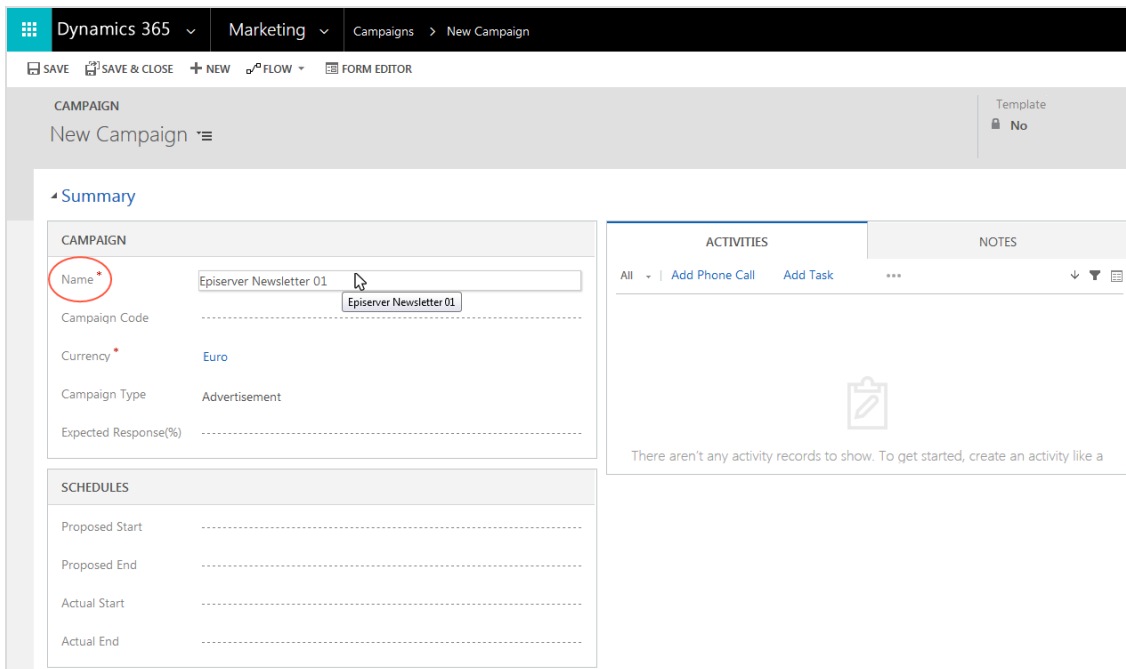 Dynamics 365 Marketing Campaigns > New Campaign
SAVE SAVE & CLOSE NEW FLOW FORM EDITOR
CAMPAIGN
New Campaign
Template
No
Summary
CAMPAIGN
Name *
Episerver Newsletter 01
Episerver Newsletter 01
Campaign Code
Currency *
Euro
Campaign Type
Advertisement
Expected Response(%)
SCHEDULES
Proposed Start
Proposed End
Actual Start
Actual End
ACTIVITIES NOTES
All | Add Phone Call Add Task ...
There aren't any activity records to show. To get started, create an activity like a